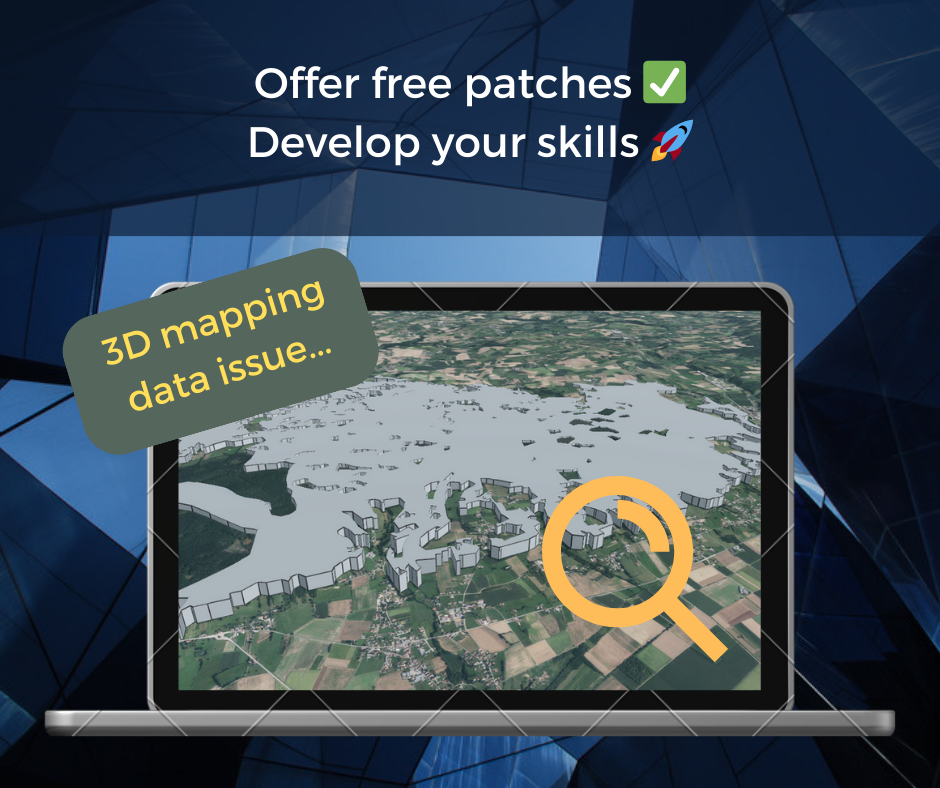 Offer free patches ✅
Develop your skills 🚀
3D mapping
data issue...